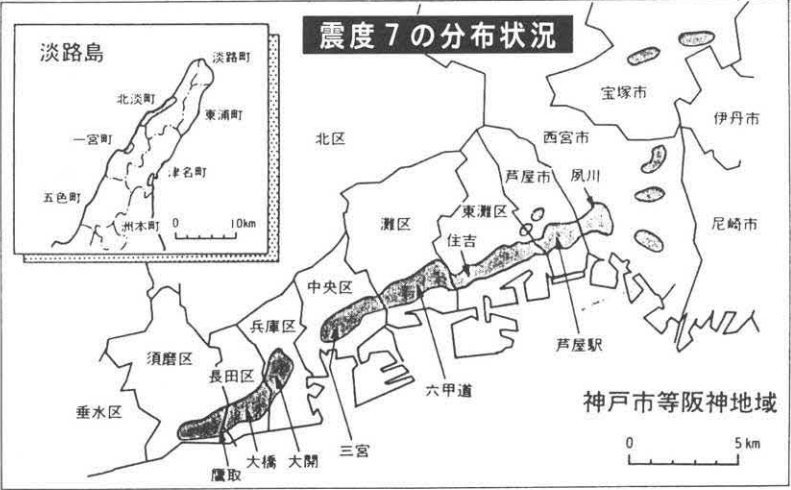 震度7の分布状況
淡路島
淡路町
北淡町
東浦町
一宮町
津名町
五色町
洲本町
0 10km
宝塚市
伊丹市
北区
西宮市
芦屋市
夙川
灘区
東灘区
住吉
尼崎市
中央区
兵庫区
須磨区
長田区
芦屋駅
六甲道
垂水区
神戸市等阪神地域
三宮
大橋
大開
鷹取
0 5km